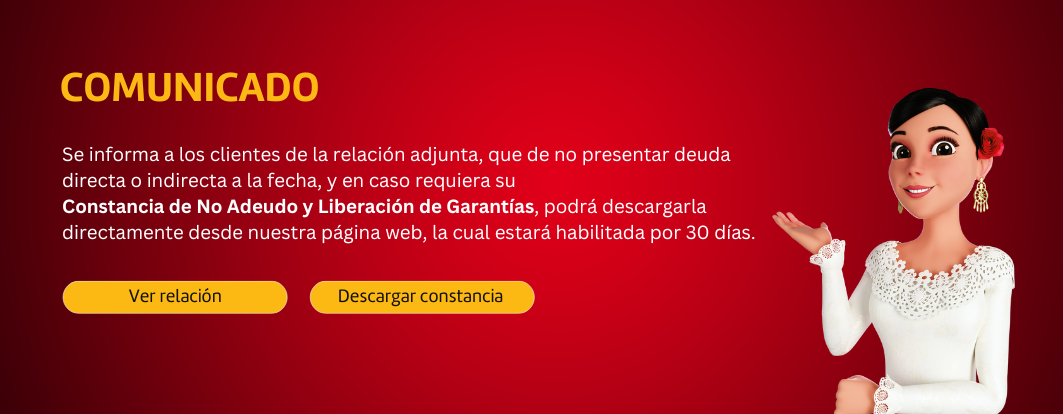 COMUNICADO
Se informa a los clientes de la relación adjunta, que de no presentar deuda
directa o indirecta a la fecha, y en caso requiera su
Constancia de No Adeudo y Liberación de Garantías, podrá descargarla
directamente desde nuestra página web, la cual estará habilitada por 30 días.
Ver relación
Descargar constancia